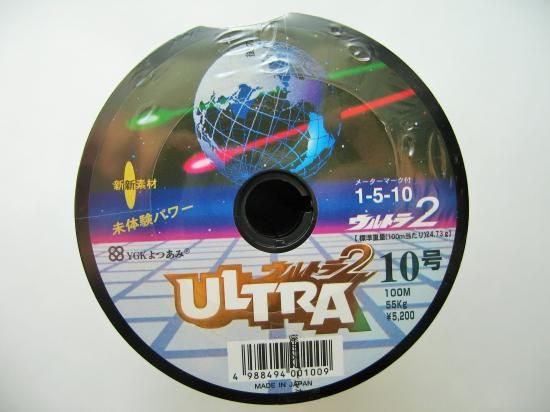 新新素材
未体験パワー
YGKよつあみ®
メーターマーク付
1-5-10
ウルトラ2
【標準重量(100m当たり)24.73g】
ウルトラ2
ULTRA
10号
100M
55Kg
¥5,200
4 988494 001009
MADE IN JAPAN